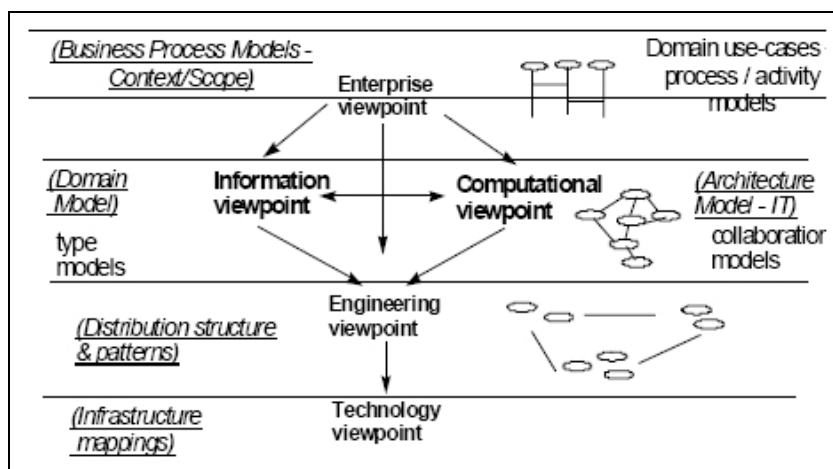 (Business Process Models -
Context/Scope)
Enterprise
viewpoint
Domain use-cases -
process / activity
models
(Domain
Model)
type
models
Information
viewpoint
Computational
viewpoint
(Architecture
Model - IT)
collaboration
models
Engineering
viewpoint
(Distribution structure
& patterns)
(Infrastructure
mappings)
Technology
viewpoint